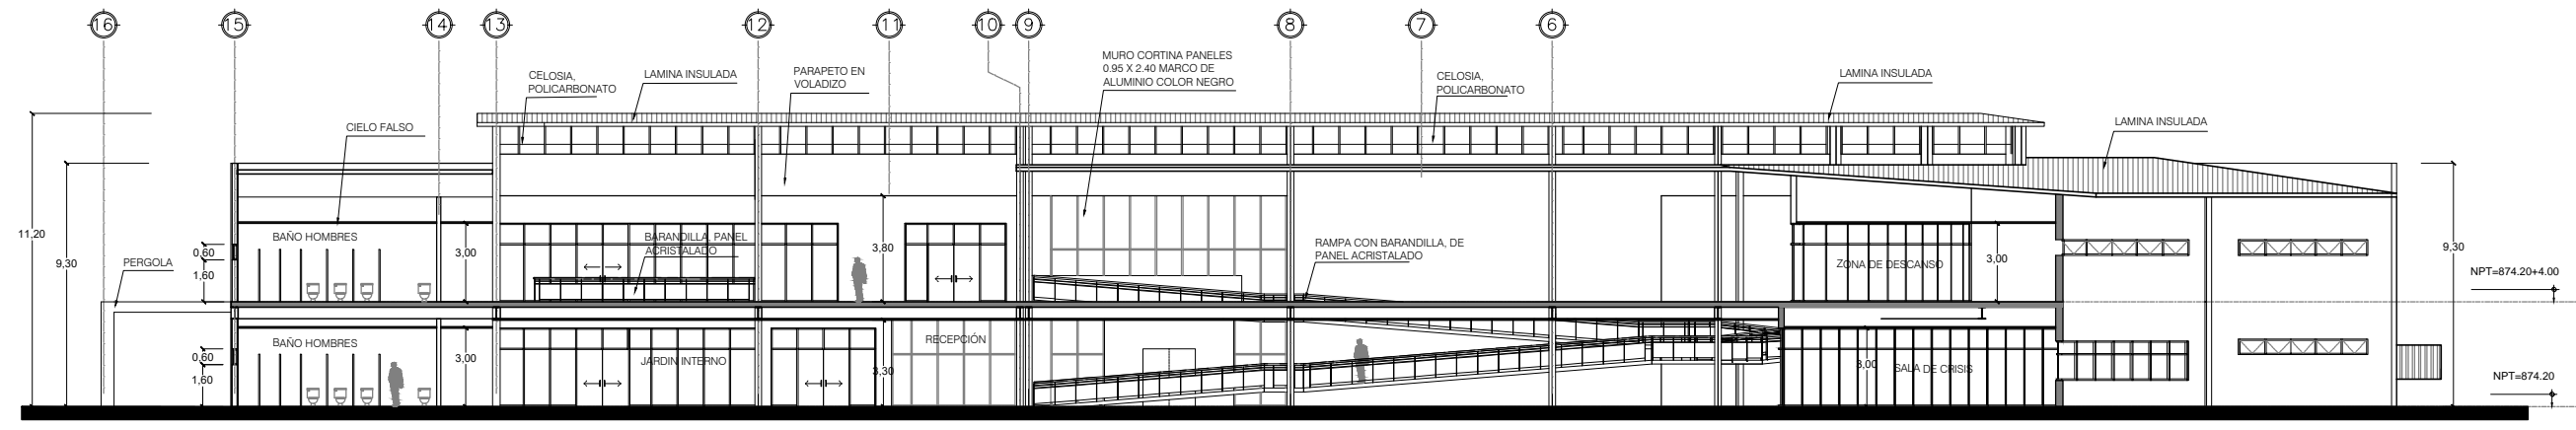 16
15
14
13
12
11
10
9
8
7
6
CELOSIA,
POLICARBONATO
LAMINA INSULADA
PARAPETO EN
VOLADIZO
MURO CORTINA PANELES
0.95 X 2.40 MARCO DE
ALUMINIO COLOR NEGRO
CELOSIA,
POLICARBONATO
LAMINA INSULADA
LAMINA INSULADA
CIELO FALSO
11,20
9,30
PERGOLA
0,60
1,60
BAÑO HOMBRES
3,00
BARANDILLA, PANEL
ACRISTALADO
3,80
RAMPA CON BARANDILLA, DE
PANEL ACRISTALADO
ZONA DE DESCANSO
3,00
9,30
NPT=874.20+4.00
0,60
1,60
BAÑO HOMBRES
3,00
JARDIN INTERNO
3,30
RECEPCIÓN
3,00
SALA DE CRISIS
NPT=874.20